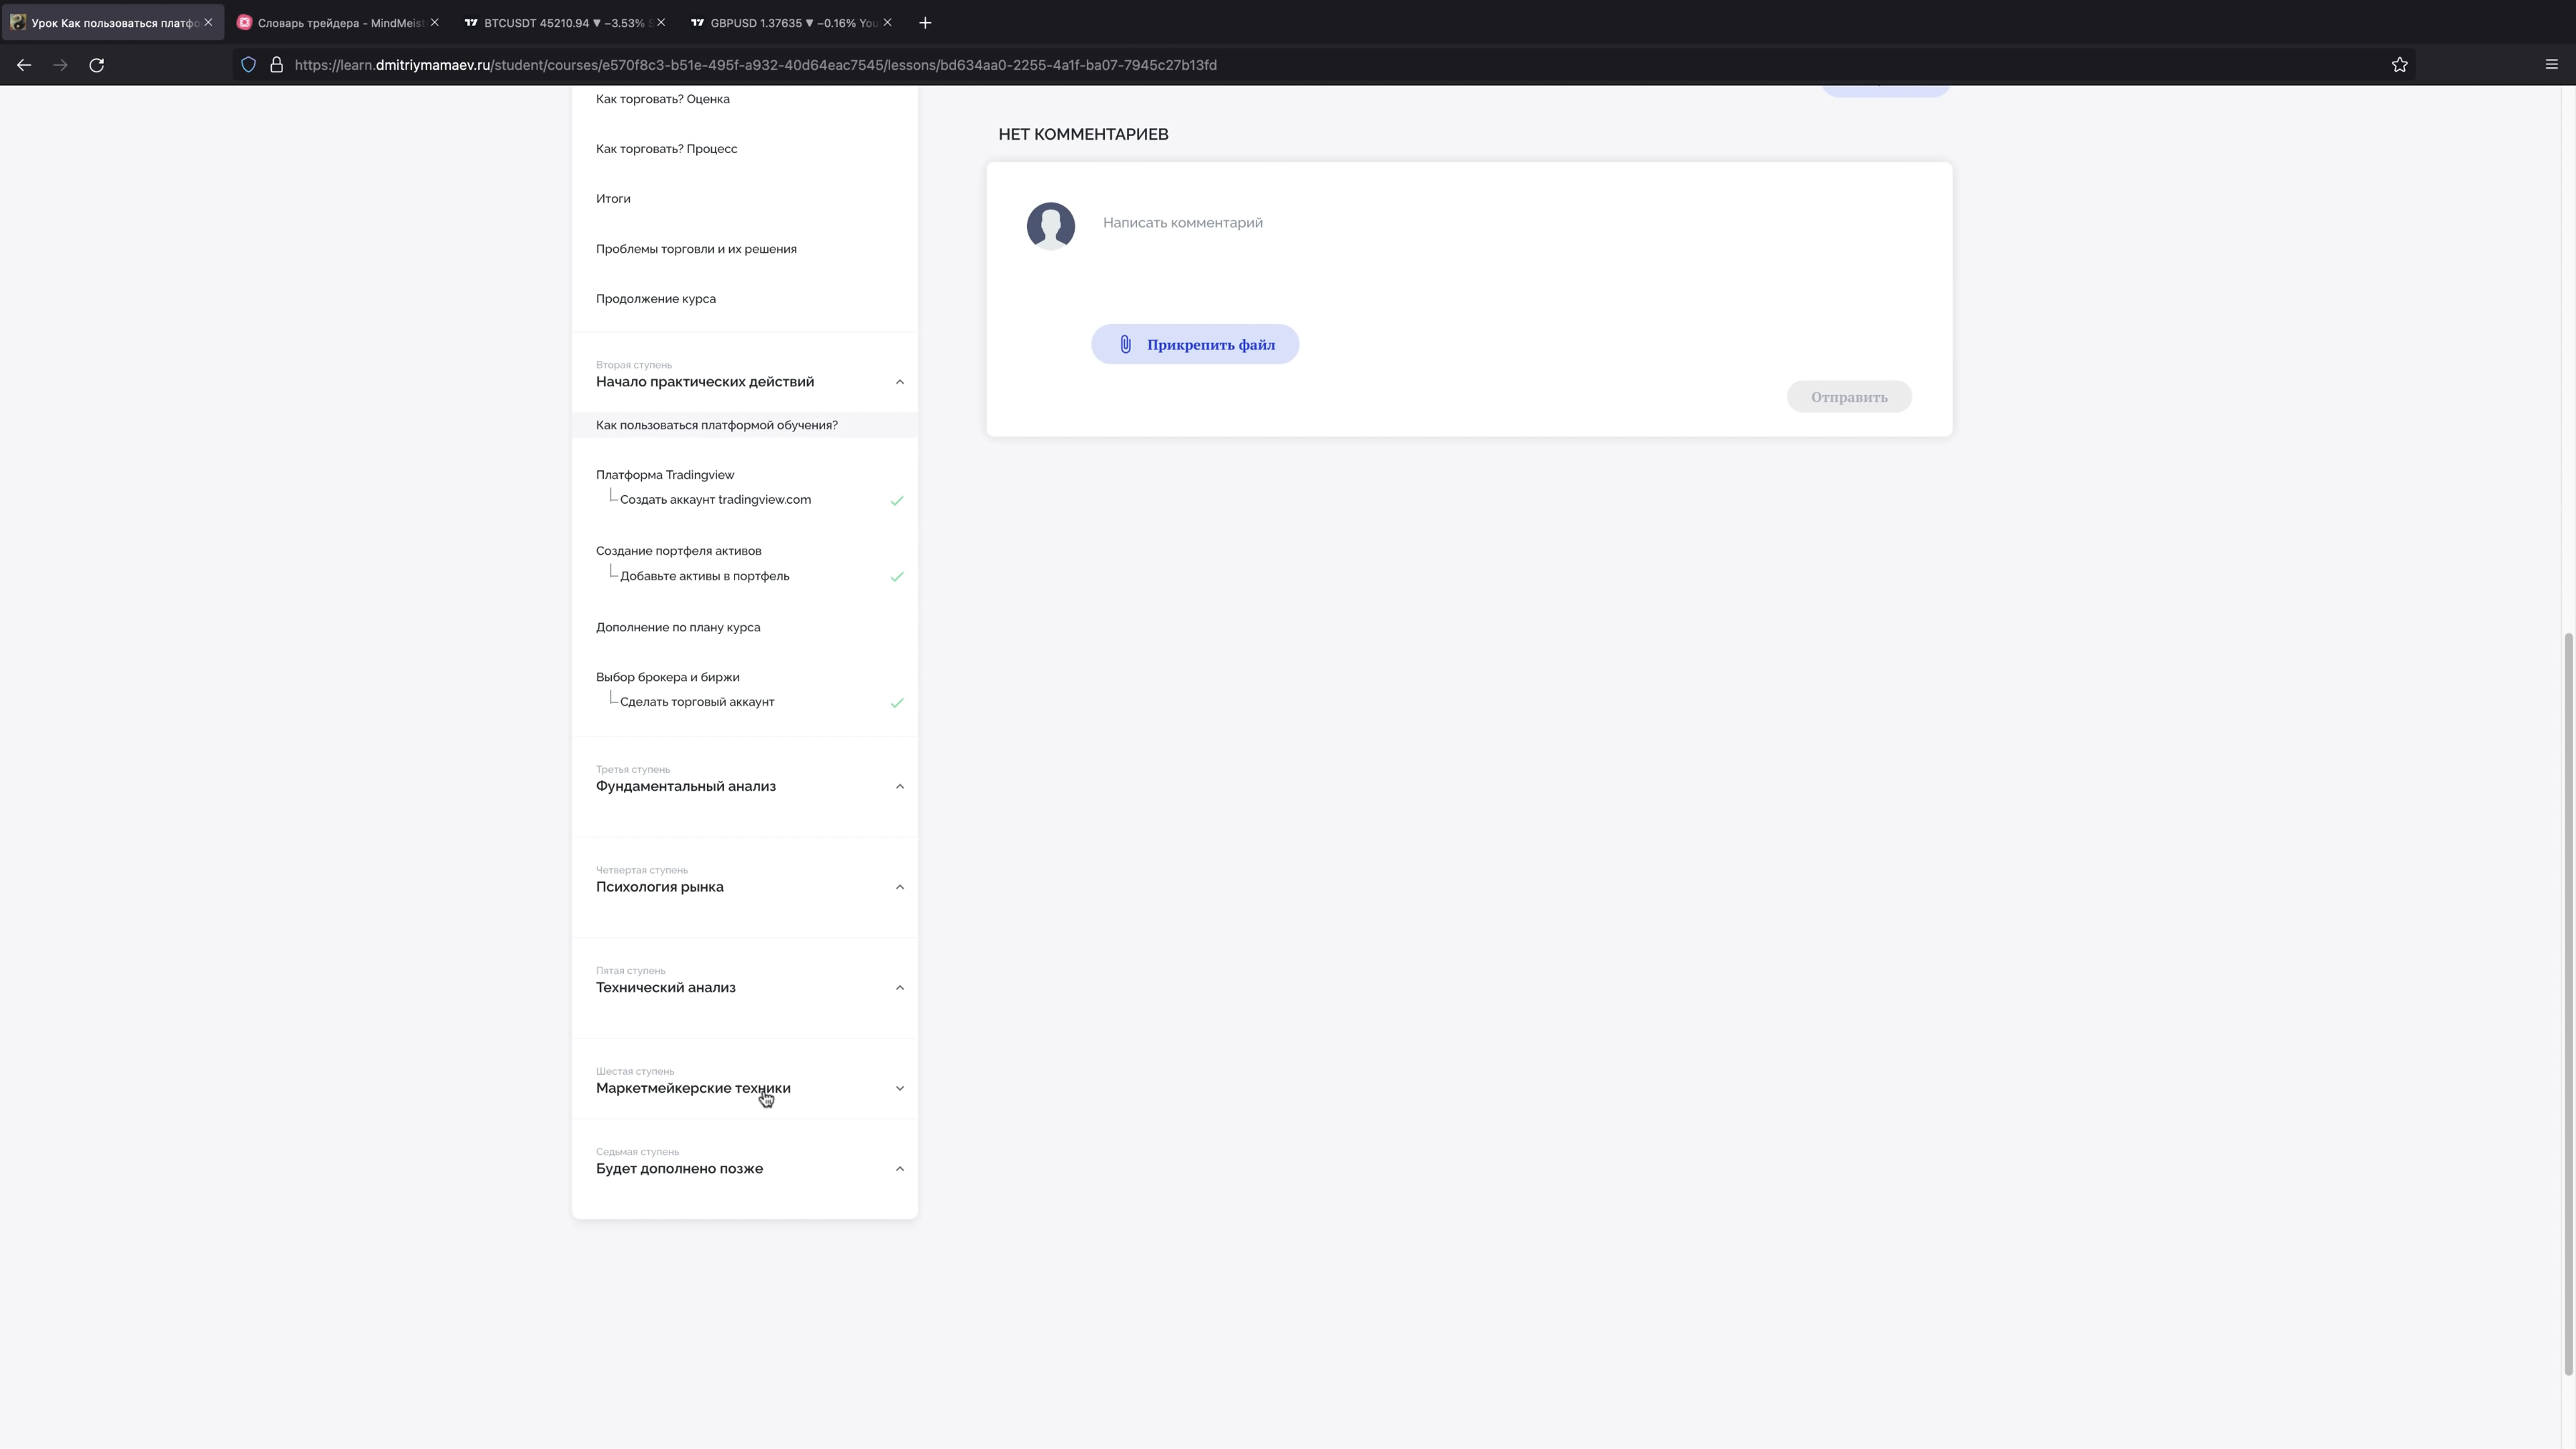 Урок Как пользоваться платфо
Словарь трейдера - MindMeist
BTCUSDT 45210.94 ▼ −3.53% S
GBPUSD 1.37635 ▼ −0.16% You
https://learn.dmitriymamaev.ru/student/courses/e570f8c3-b51e-495f-a932-40d64eac7545/lessons/bd634aa0-2255-4a1f-ba07-7945c27b13fd
Как торговать? Оценка
Как торговать? Процесс
Итоги
Проблемы торговли и их решения
Продолжение курса
Вторая ступень
Начало практических действий
Как пользоваться платформой обучения?
Платформа Tradingview
Создать аккаунт tradingview.com
Создание портфеля активов
Добавьте активы в портфель
Дополнение по плану курса
Выбор брокера и биржи
Сделать торговый аккаунт
Третья ступень
Фундаментальный анализ
Четвертая ступень
Психология рынка
Пятая ступень
Технический анализ
Шестая ступень
Маркетмейкерские техники
Седьмая ступень
Будет дополнено позже
НЕТ КОММЕНТАРИЕВ
Написать комментарий
Прикрепить файл
Отправить